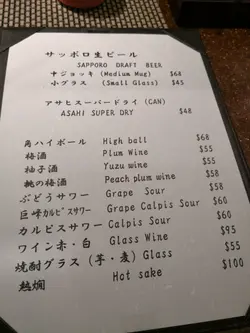 サッポロ生ビール
SAPPORO DRAFT BEER
中ジョッキ (Medium Mug) $68
小グラス (Small Glass) $45
アサヒスーパードライ (CAN)
ASAHI SUPER DRY $48
角ハイボール High ball $68
梅酒 Plum Wine $55
柚子酒 Yuzu wine $55
桃の梅酒 Peach plum wine $58
ぶどうサワー Grape Sour $58
巨峰カルピスサワー Grape Calpis Sour $60
カルピスサワー Calpis Sour $60
ワイン赤・白 Glass Wine $95
焼酎グラス (芋・麦) Glass $55
熱燗 Hot sake $100